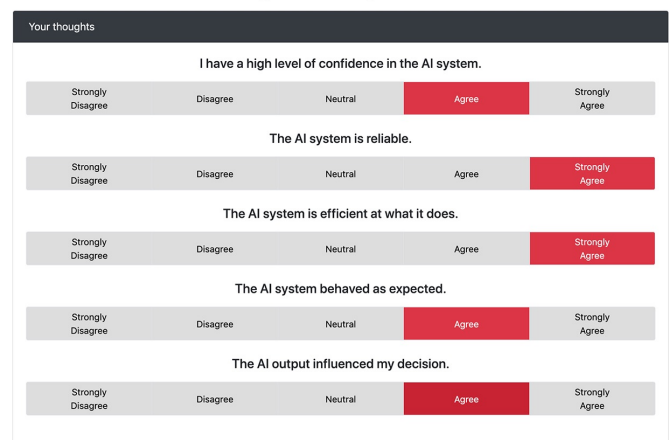 Your thoughts
I have a high level of confidence in the AI system.
Strongly Disagree Disagree Neutral Agree Strongly Agree
The AI system is reliable.
Strongly Disagree Disagree Neutral Agree Strongly Agree
The AI system is efficient at what it does.
Strongly Disagree Disagree Neutral Agree Strongly Agree
The AI system behaved as expected.
Strongly Disagree Disagree Neutral Agree Strongly Agree
The AI output influenced my decision.
Strongly Disagree Disagree Neutral Agree Strongly Agree